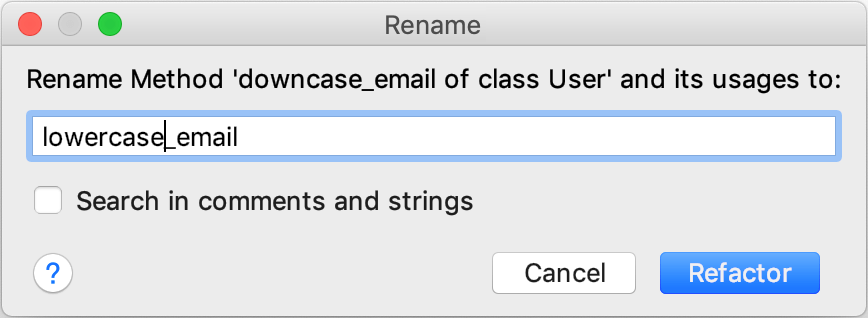 Rename
Rename Method 'downcase_email of class User' and its usages to:
lowercase_email
Search in comments and strings
?
Cancel
Refactor